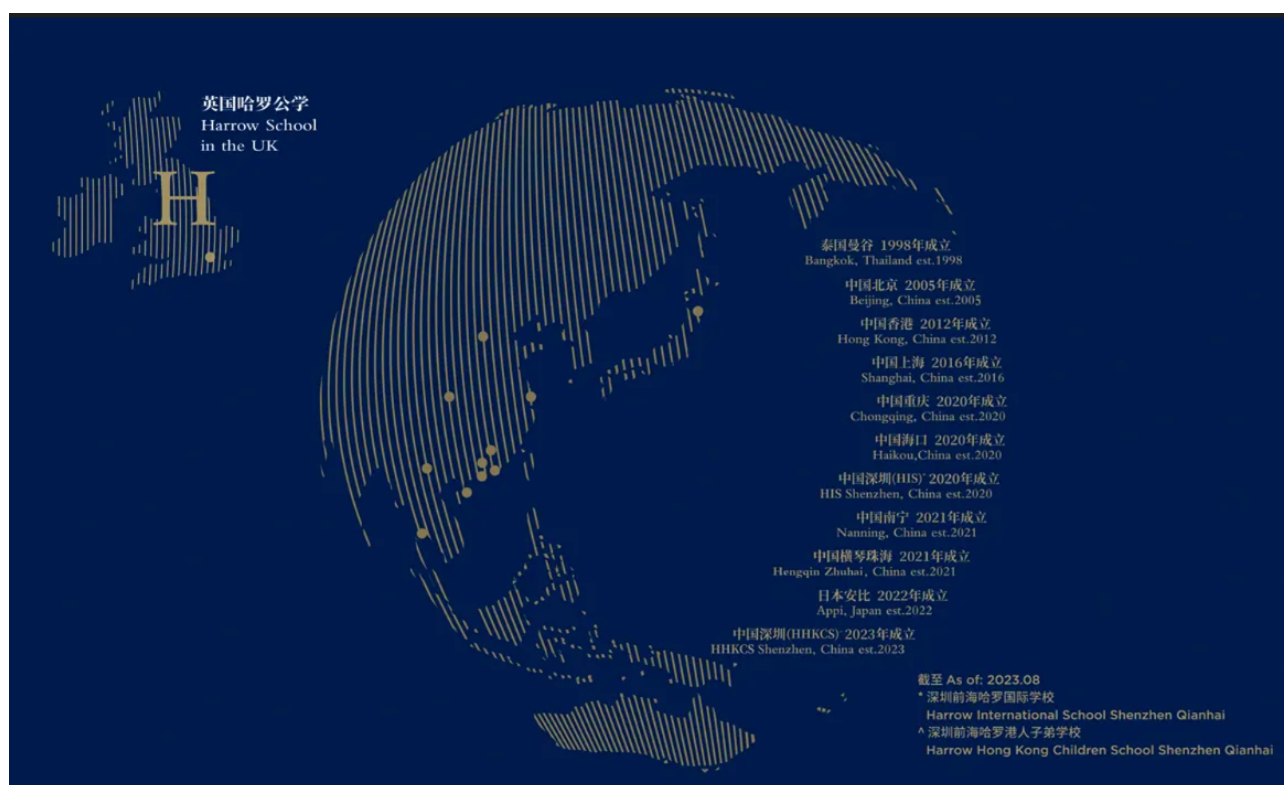 英国哈罗公学
Harrow School
in the UK
H
泰国曼谷 1998年成立
Bangkok, Thailand est.1998
中国北京 2005年成立
Beijing, China est.2005
中国香港 2012年成立
Hong Kong, China est.2012
中国上海 2016年成立
Shanghai, China est.2016
中国重庆 2020年成立
Chongqing, China est.2020
中国海口 2020年成立
Haikou,China est.2020
中国深圳(HIS)* 2020年成立
HIS Shenzhen, China est.2020
中国南宁 2021年成立
Nanning, China est.2021
中国横琴珠海 2021年成立
Hengqin Zhuhai, China est.2021
日本安比 2022年成立
Appi, Japan est.2022
中国深圳(HHKCS)^ 2023年成立
HHKCS Shenzhen, China est.2023
截至 As of: 2023.08
* 深圳前海哈罗国际学校
Harrow International School Shenzhen Qianhai
^ 深圳前海哈罗港人子弟学校
Harrow Hong Kong Children School Shenzhen Qianhai